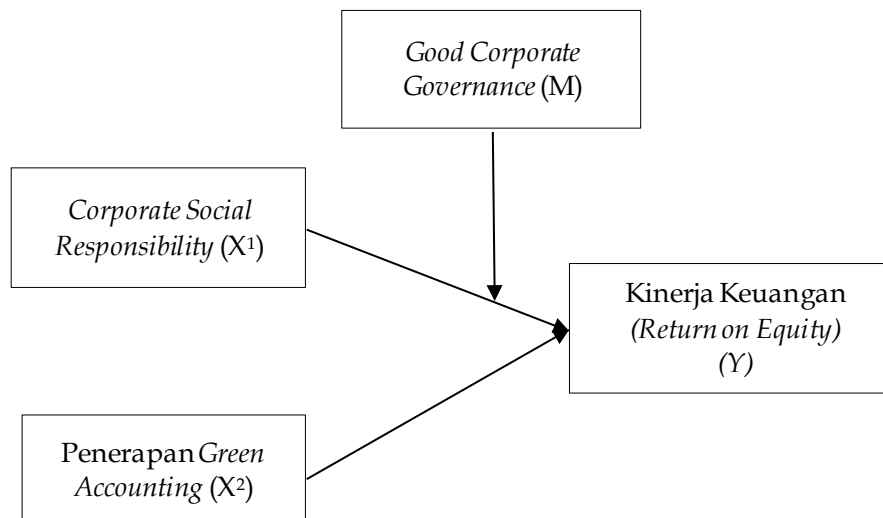 Good Corporate
Governance (M)
Corporate Social
Responsibility (X¹)
Kinerja Keuangan
(Return on Equity)
(Y)
Penerapan Green
Accounting (X²)